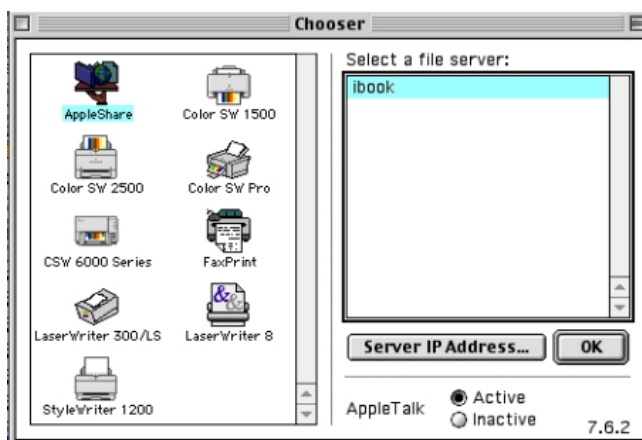 Chooser
AppleShare
Color SW 1500
Color SW 2500
Color SW Pro
CSW 6000 Series
FaxPrint
LaserWriter 300/LS
LaserWriter 8
StyleWriter 1200
Select a file server:
ibook
Server IP Address...
OK
AppleTalk
Active
Inactive
7.6.2